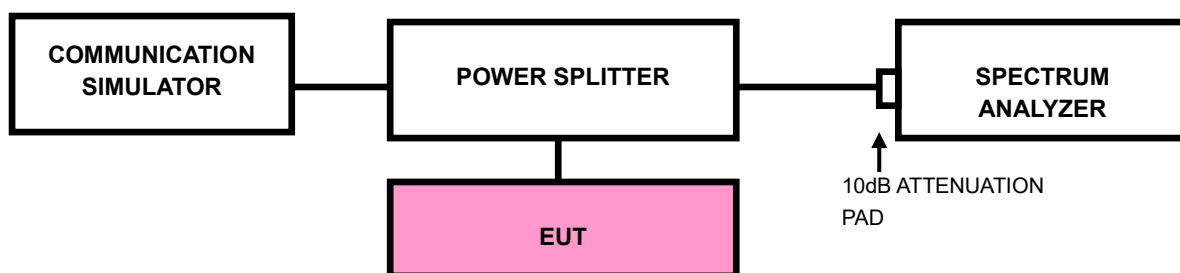 COMMUNICATION
SIMULATOR
POWER SPLITTER
SPECTRUM
ANALYZER
10dB ATTENUATION
PAD
EUT